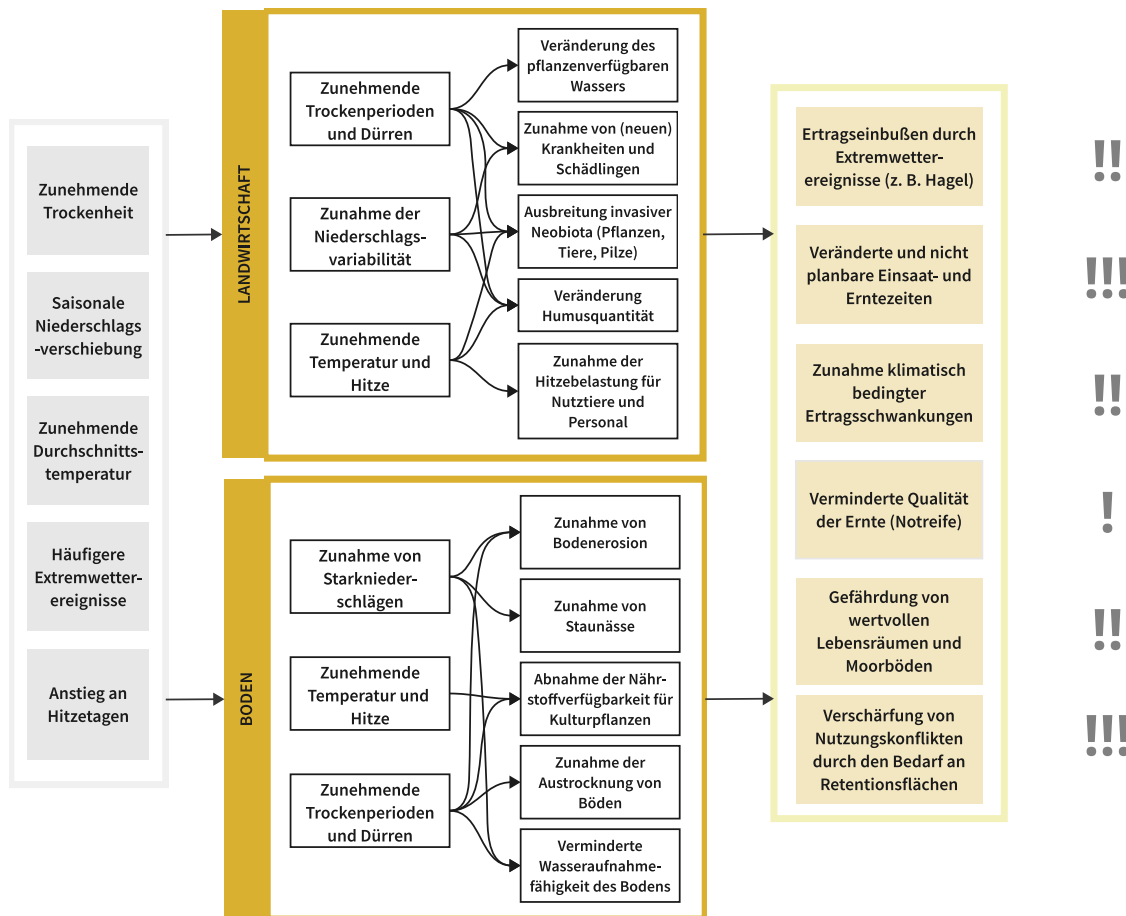 Zunehmende
Trockenheit
Saisonale
Niederschlags
-verschiebung
Zunehmende
Durchschnitts-
temperatur
Häufigere
Extremwetter-
ereignisse
Anstieg an
Hitzetagen
LANDWIRTSCHAFT
Zunehmende
Trockenperioden
und Dürren
Zunahme der
Niederschlags-
variabilität
Zunehmende
Temperatur und
Hitze
Veränderung des
pflanzenverfügbaren
Wassers
Zunahme von (neuen)
Krankheiten und
Schädlingen
Ausbreitung invasiver
Neobiota (Pflanzen,
Tiere, Pilze)
Veränderung
Humusquantität
Zunahme der
Hitzebelastung für
Nutztiere und
Personal
BODEN
Zunahme von
Starknieder-
schlägen
Zunehmende
Temperatur und
Hitze
Zunehmende
Trockenperioden
und Dürren
Zunahme von
Bodenerosion
Zunahme von
Staunässe
Abnahme der Nähr-
stoffverfügbarkeit für
Kulturpflanzen
Zunahme der
Austrocknung von
Böden
Verminderte
Wasseraufnahme-
fähigkeit des Bodens
Ertragseinbußen durch
Extremwetter-
ereignisse (z. B. Hagel)
!!
Veränderte und nicht
planbare Einsaat- und
Erntezeiten
!!!
Zunahme klimatisch
bedingter
Ertragsschwankungen
!!
Verminderte Qualität
der Ernte (Notreife)
!
Gefährdung von
wertvollen
Lebensräumen und
Moorböden
!!
Verschärfung von
Nutzungskonflikten
durch den Bedarf an
Retentionsflächen
!!!